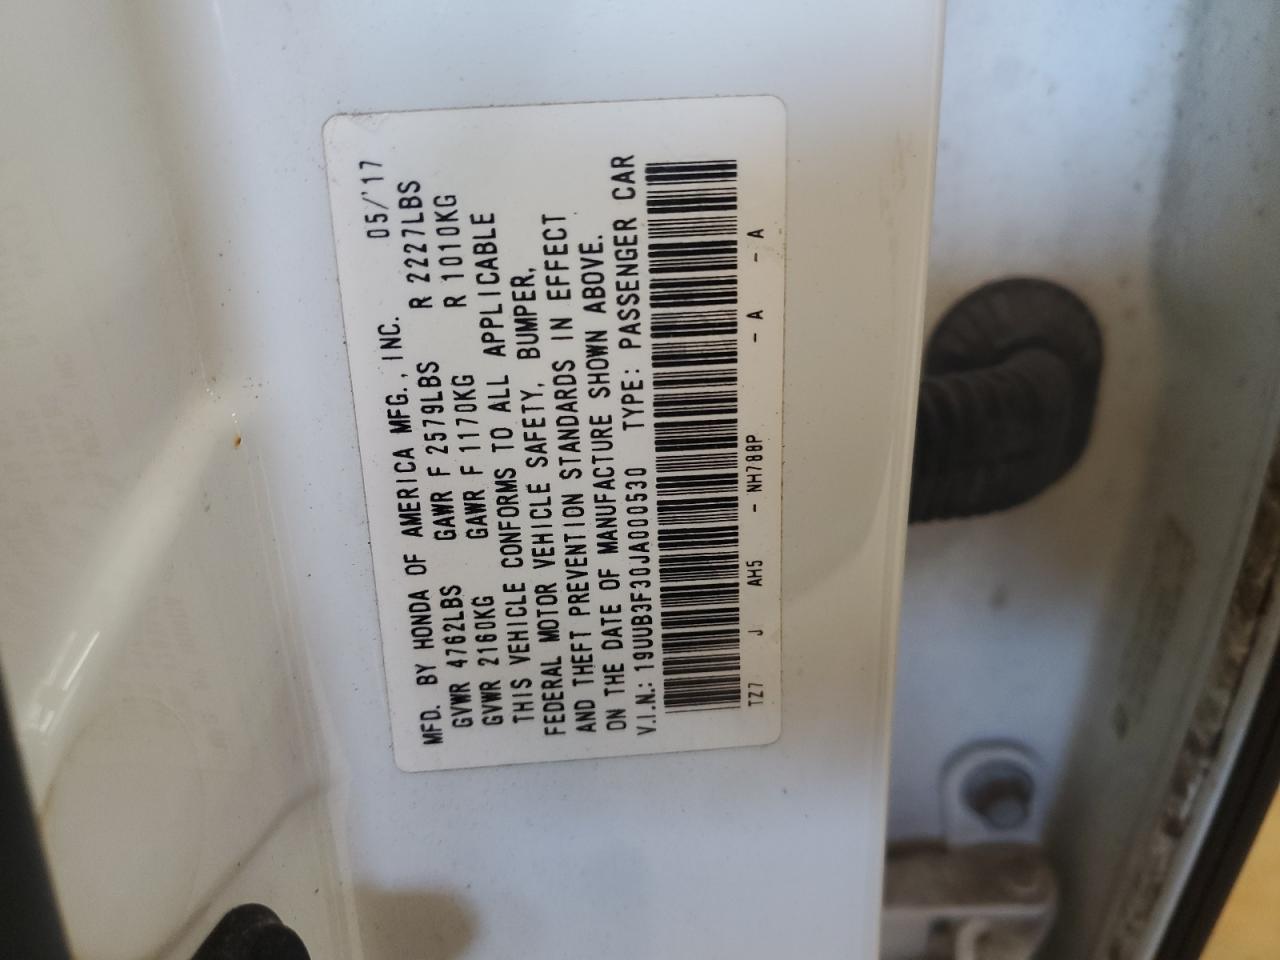 MFD. BY HONDA OF AMERICA MFG., INC. 05/'17
GVWR 4762LBS GAWR F 2579LBS R 2227LBS
GVWR 2160KG GAWR F 1170KG R 1010KG
THIS VEHICLE CONFORMS TO ALL APPLICABLE
FEDERAL MOTOR VEHICLE SAFETY, BUMPER,
AND THEFT PREVENTION STANDARDS IN EFFECT
ON THE DATE OF MANUFACTURE SHOWN ABOVE.
V.I.N.: 19UUB3F30JA000530 TYPE: PASSENGER CAR
TZ7 J AH5 - NH788P - A - A